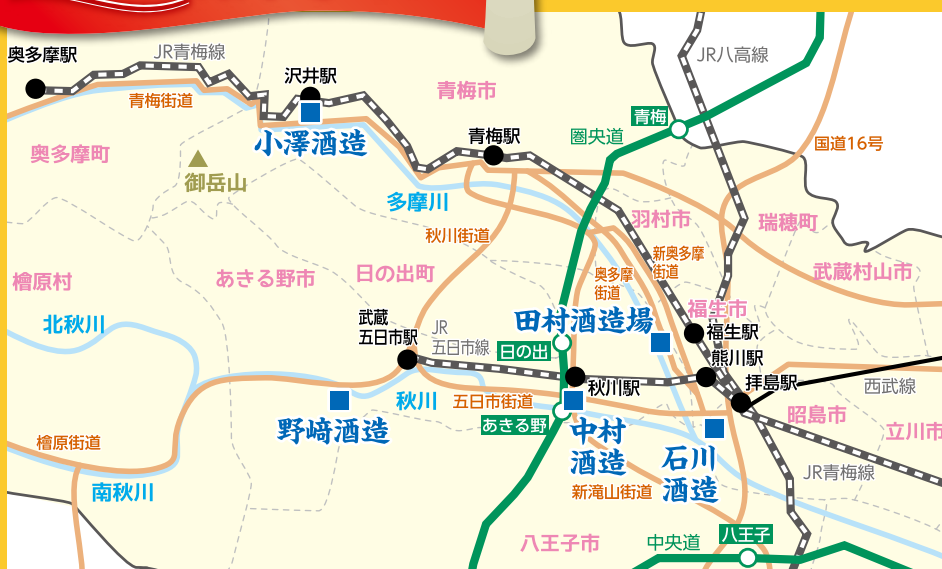 奥多摩駅
JR青梅線
沢井駅
青梅市
JR八高線
青梅街道
青梅
圏央道
国道16号
小澤酒造
青梅駅
奥多摩町
御岳山
多摩川
羽村市
瑞穂町
秋川街道
新奥多摩
街道
奥多摩
街道
武蔵村山市
檜原村
あきる野市
日の出町
福生市
北秋川
武蔵
五日市駅
JR
五日市線
田村酒造場
福生駅
日の出
熊川駅
秋川駅
拝島駅
西武線
秋川
五日市街道
昭島市
野﨑酒造
あきる野
中村
酒造
立川市
檜原街道
石川
酒造
JR青梅線
南秋川
新滝山街道
八王子市
中央道
八王子